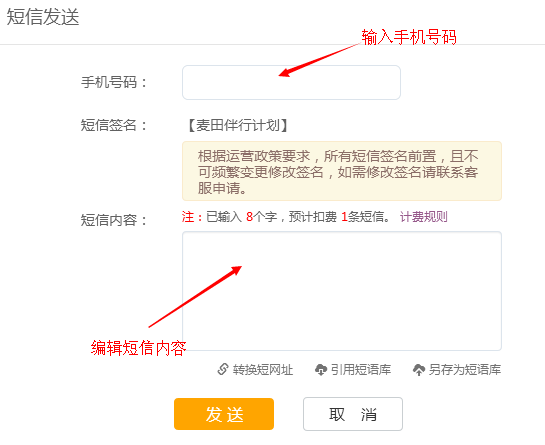 短信发送
输入手机号码
手机号码：
短信签名：
【麦田伴行计划】
根据运营政策要求，所有短信签名前置，且不
可频繁变更修改签名，如需修改签名请联系客
服申请。
短信内容：
注：已输入 8个字，预计扣费 1条短信。 计费规则
编辑短信内容
转换短网址 引用短语库 另存为短语库
发 送 取 消